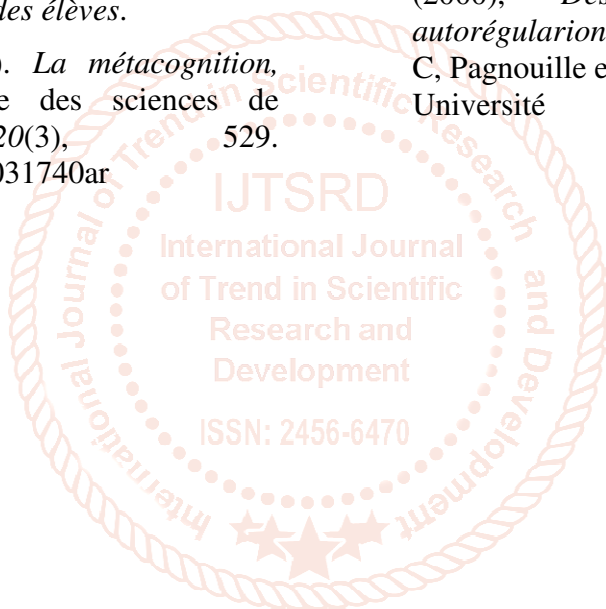 des élèves.
). La métacognition,
e des sciences de
20(3), 529.
031740ar
(2000), Des
autorégularion
C, Pagnouille e
Université
International Journal of Trend in Scientific Research and Development
IJTSRD
International Journal
of Trend in Scientific
Research and
Development
ISSN: 2456-6470